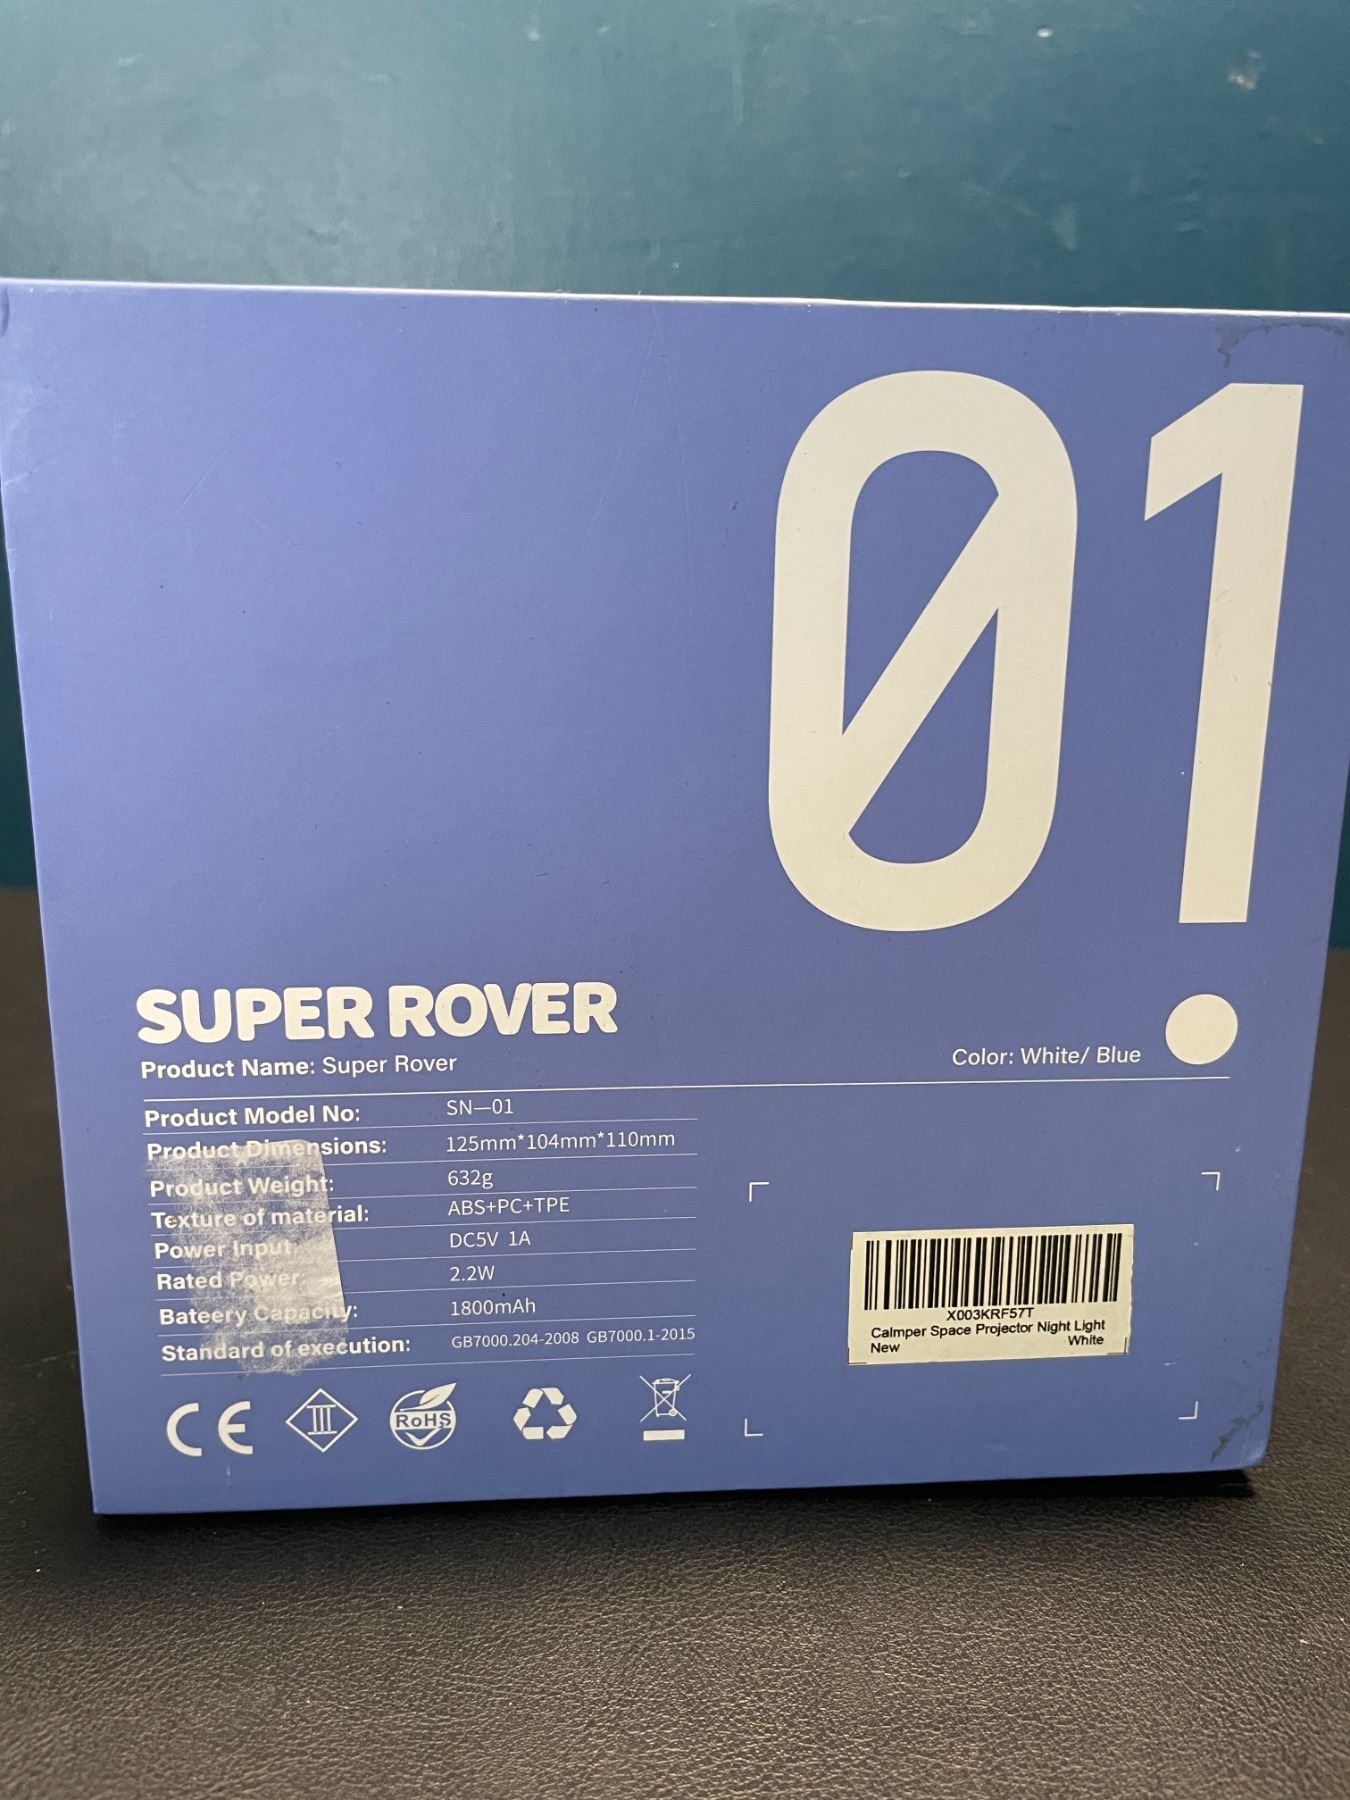 01
SUPER ROVER
Product Name: Super Rover
Color: White/ Blue
Product Model No: SN—01
Product Dimensions: 125mm*104mm*110mm
Product Weight: 632g
Texture of material: ABS+PC+TPE
Power Input: DC5V 1A
Rated Power: 2.2W
Bateery Capacity: 1800mAh
Standard of execution: GB7000.204-2008 GB7000.1-2015
CE
III
RoHS
X003KRF57T
Calmper Space Projector Night Light
New White